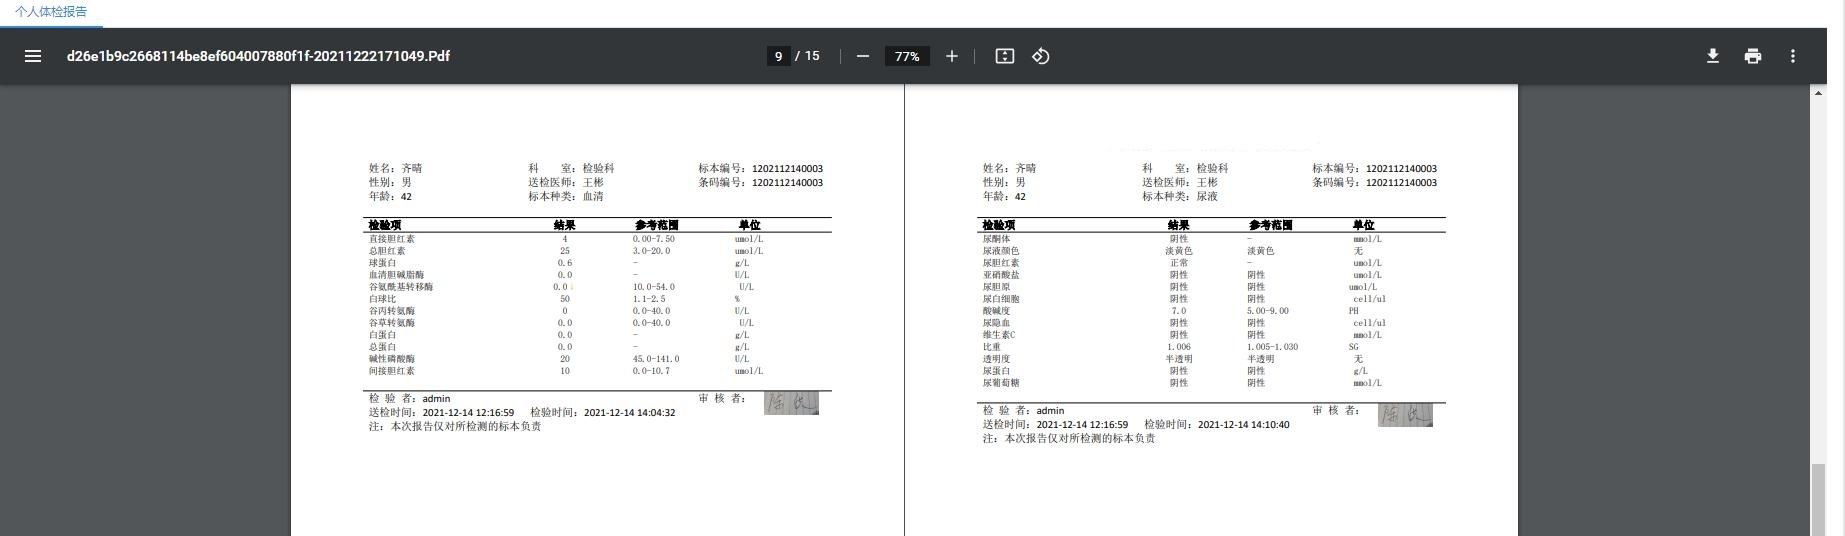 个人体检报告
d26e1b9c2668114be8ef604007880f1f-20211222171049.Pdf 9 / 15 77%
姓名：齐晴 科 室：检验科 标本编号：1202112140003
性别：男 送检医师：王彬 条码编号：1202112140003
年龄：42 标本种类：血清
检验项 结果 参考范围 单位
直接胆红素 4 0.00-7.50 umol/L
总胆红素 25 3.0-20.0 umol/L
球蛋白 0.6 - g/L
血清胆碱脂酶 0.0 - U/L
谷氨酰基转移酶 0.0↓ 10.0-54.0 U/L
白球比 50 1.1-2.5 %
谷丙转氨酶 0 0.0-40.0 U/L
谷草转氨酶 0.0 0.0-40.0 U/L
白蛋白 0.0 - g/L
总蛋白 0.0 - g/L
碱性磷酸酶 20 45.0-141.0 U/L
间接胆红素 10 0.0-10.7 umol/L
检 验 者：admin 审 核 者：
送检时间：2021-12-14 12:16:59 检验时间：2021-12-14 14:04:32
注：本次报告仅对所检测的标本负责
姓名：齐晴 科 室：检验科 标本编号：1202112140003
性别：男 送检医师：王彬 条码编号：1202112140003
年龄：42 标本种类：尿液
检验项 结果 参考范围 单位
尿酮体 阴性 - mmol/L
尿液颜色 淡黄色 淡黄色 无
尿胆红素 正常 - umol/L
亚硝酸盐 阴性 阴性 umol/L
尿胆原 阴性 阴性 umol/L
尿白细胞 阴性 阴性 cell/ul
酸碱度 7.0 5.00-9.00 PH
尿隐血 阴性 阴性 cell/ul
维生素C 阴性 阴性 mmol/L
比重 1.006 1.005-1.030 SG
透明度 半透明 半透明 无
尿蛋白 阴性 阴性 g/L
尿葡萄糖 阴性 阴性 mmol/L
检 验 者：admin 审 核 者：
送检时间：2021-12-14 12:16:59 检验时间：2021-12-14 14:10:40
注：本次报告仅对所检测的标本负责